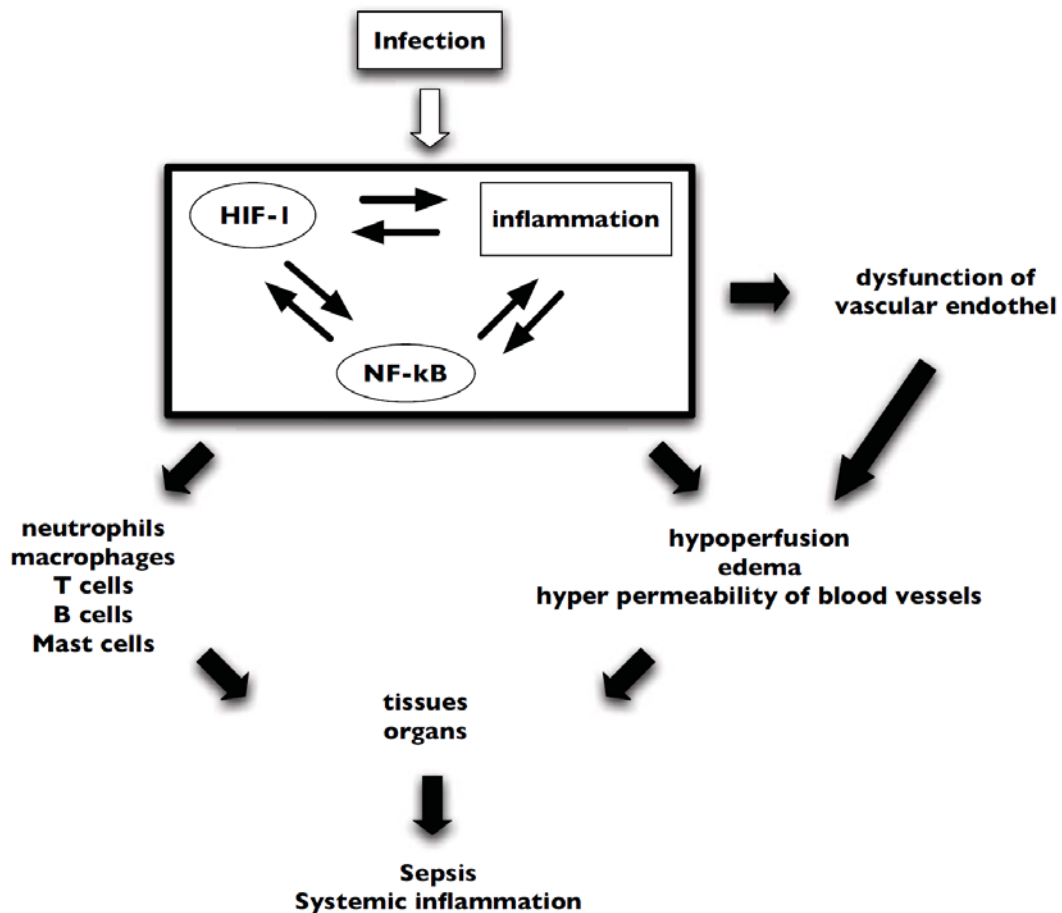 Infection
HIF-1
inflammation
NF-kB
dysfunction of
vascular endothel
neutrophils
macrophages
T cells
B cells
Mast cells
hypoperfusion
edema
hyper permeability of blood vessels
tissues
organs
Sepsis
Systemic inflammation